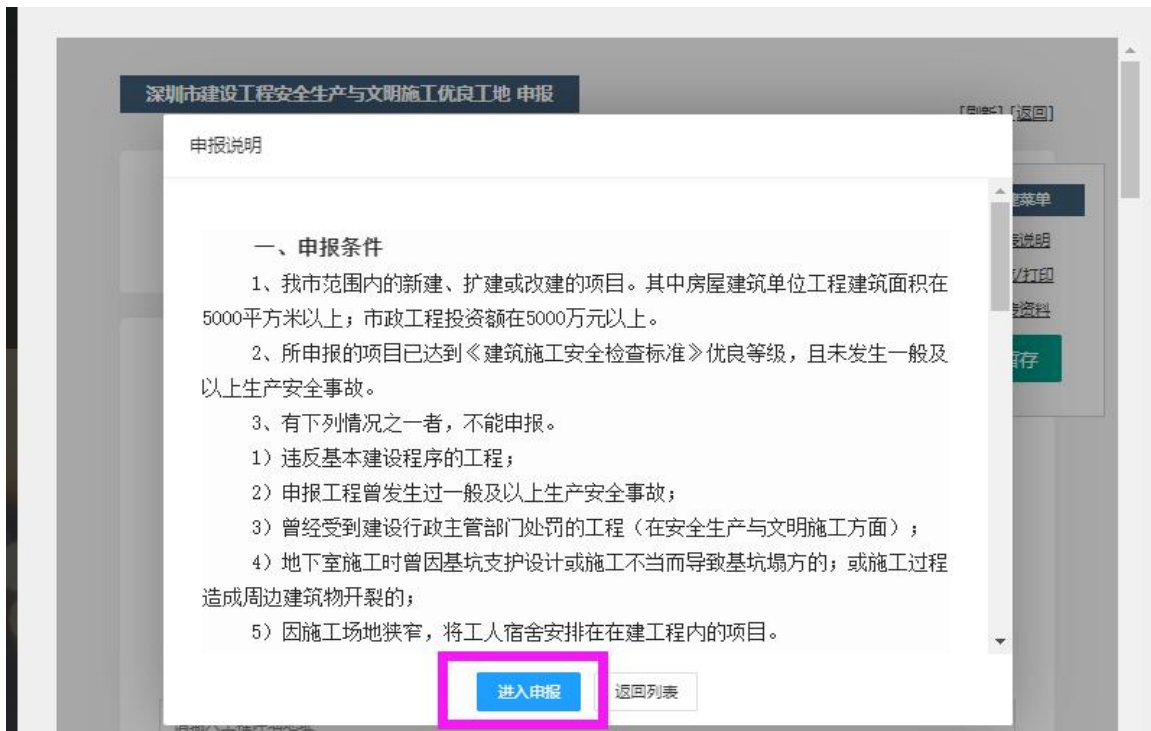 深圳市建设工程安全生产与文明施工优良工地 申报
[刷新] [返回]
申报说明
一、申报条件
1、我市范围内的新建、扩建或改建的项目。其中房屋建筑单位工程建筑面积在
5000平方米以上；市政工程投资额在5000万元以上。
2、所申报的项目已达到《建筑施工安全检查标准》优良等级，且未发生一般及
以上生产安全事故。
3、有下列情况之一者，不能申报。
1）违反基本建设程序的工程；
2）申报工程曾发生过一般及以上生产安全事故；
3）曾经受到建设行政主管部门处罚的工程（在安全生产与文明施工方面）；
4）地下室施工时曾因基坑支护设计或施工不当而导致基坑塌方的；或施工过程
造成周边建筑物开裂的；
5）因施工场地狭窄，将工人宿舍安排在在建工程内的项目。
菜单
说明
/打印
资料
暂存
进入申报
返回列表